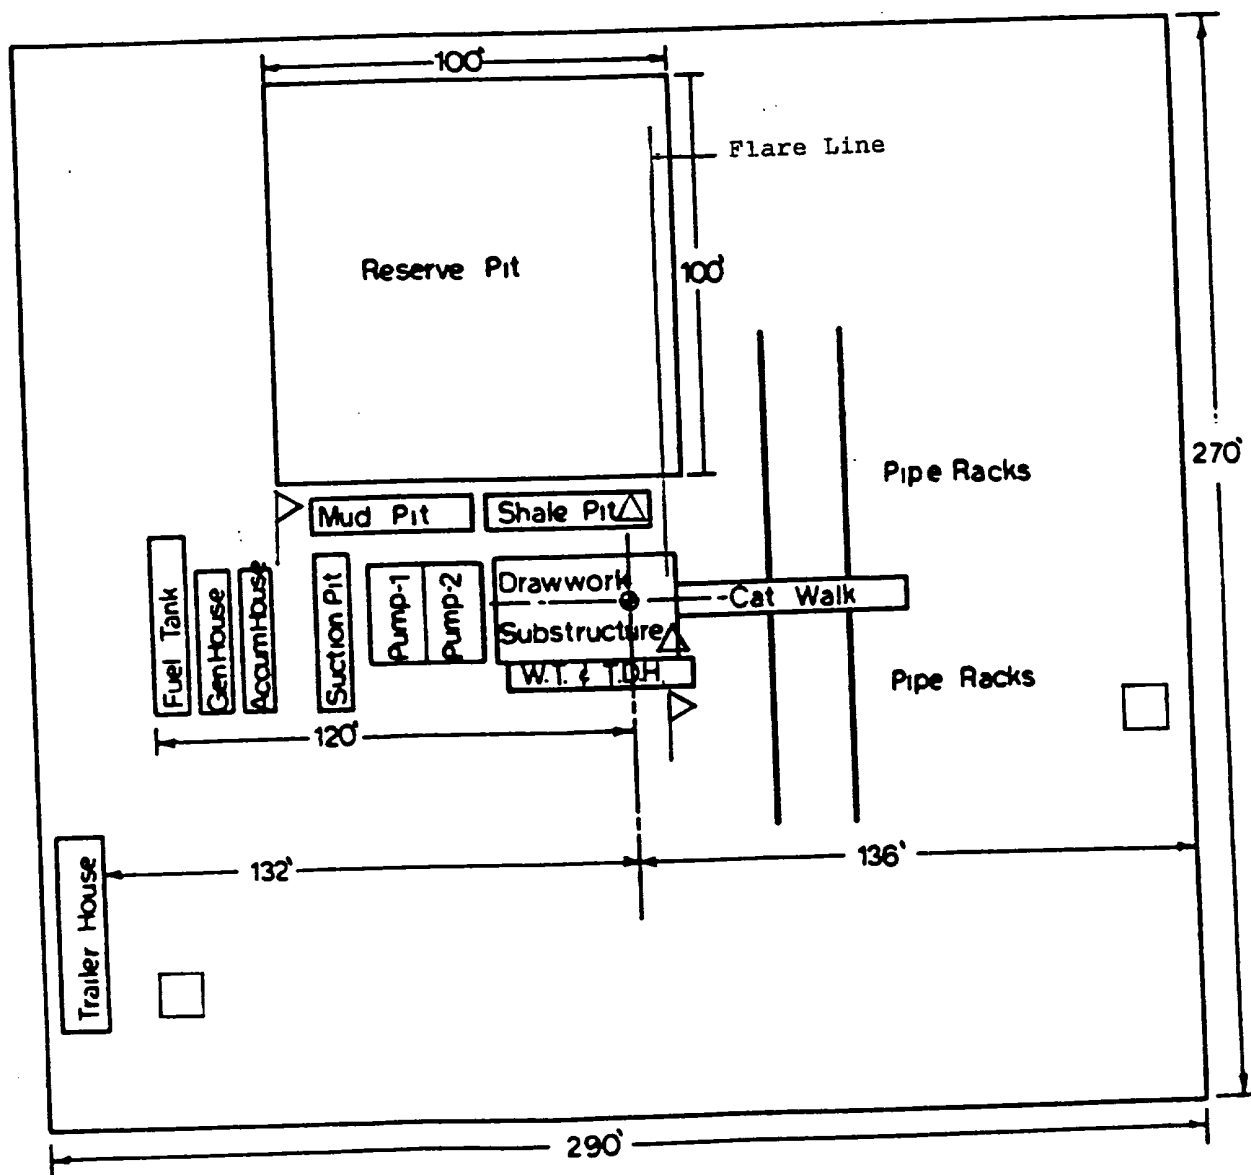 100'
Flare Line
Reserve Pit
100'
270'
Pipe Racks
Mud Pit
Shale Pit
Fuel Tank
Gen House
Accum House
Suction Pit
Pump-1
Pump-2
Drawwork
Substructure
Cat Walk
W.T. & T.D.H.
Pipe Racks
120'
132'
136'
Trailer House
290'